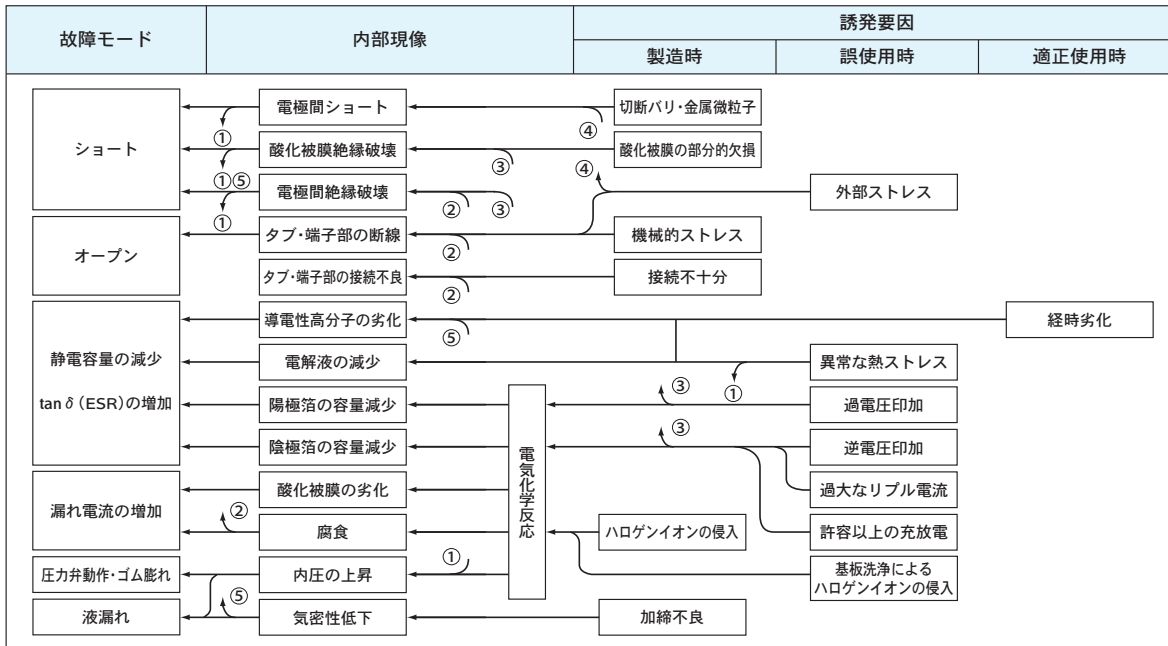 故障モード
内部現像
誘発要因
製造時
誤使用時
適正使用時
ショート
電極間ショート
切断バリ・金属微粒子
①
④
酸化被膜絶縁破壊
③
酸化被膜の部分的欠損
①⑤
④
電極間絶縁破壊
②
③
外部ストレス
①
オープン
タブ・端子部の断線
②
機械的ストレス
タブ・端子部の接続不良
②
接続不十分
静電容量の減少
tan δ (ESR)の増加
導電性高分子の劣化
⑤
経時劣化
電解液の減少
①
異常な熱ストレス
陽極箔の容量減少
③
過電圧印加
陰極箔の容量減少
③
逆電圧印加
電気化学反応
漏れ電流の増加
酸化被膜の劣化
過大なリプル電流
②
腐食
ハロゲンイオンの侵入
許容以上の充放電
圧力弁動作・ゴム膨れ
内圧の上昇
①
基板洗浄による
ハロゲンイオンの侵入
液漏れ
⑤
気密性低下
加締不良